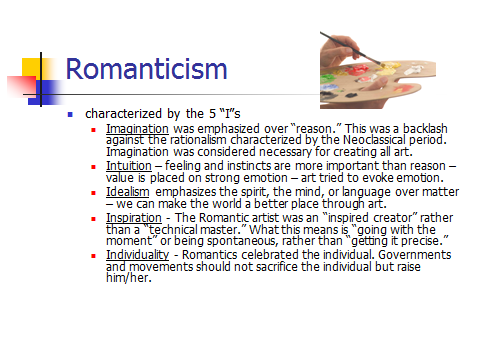 Romanticism
characterized by the 5 “I”s
Imagination was emphasized over “reason.” This was a backlash
against the rationalism characterized by the Neoclassical period.
Imagination was considered necessary for creating all art.
Intuition – feeling and instincts are more important than reason –
value is placed on strong emotion – art tried to evoke emotion.
Idealism emphasizes the spirit, the mind, or language over matter
– we can make the world a better place through art.
Inspiration - The Romantic artist was an “inspired creator” rather
than a “technical master.” What this means is “going with the
moment” or being spontaneous, rather than “getting it precise.”
Individuality - Romantics celebrated the individual. Governments
and movements should not sacrifice the individual but raise
him/her.